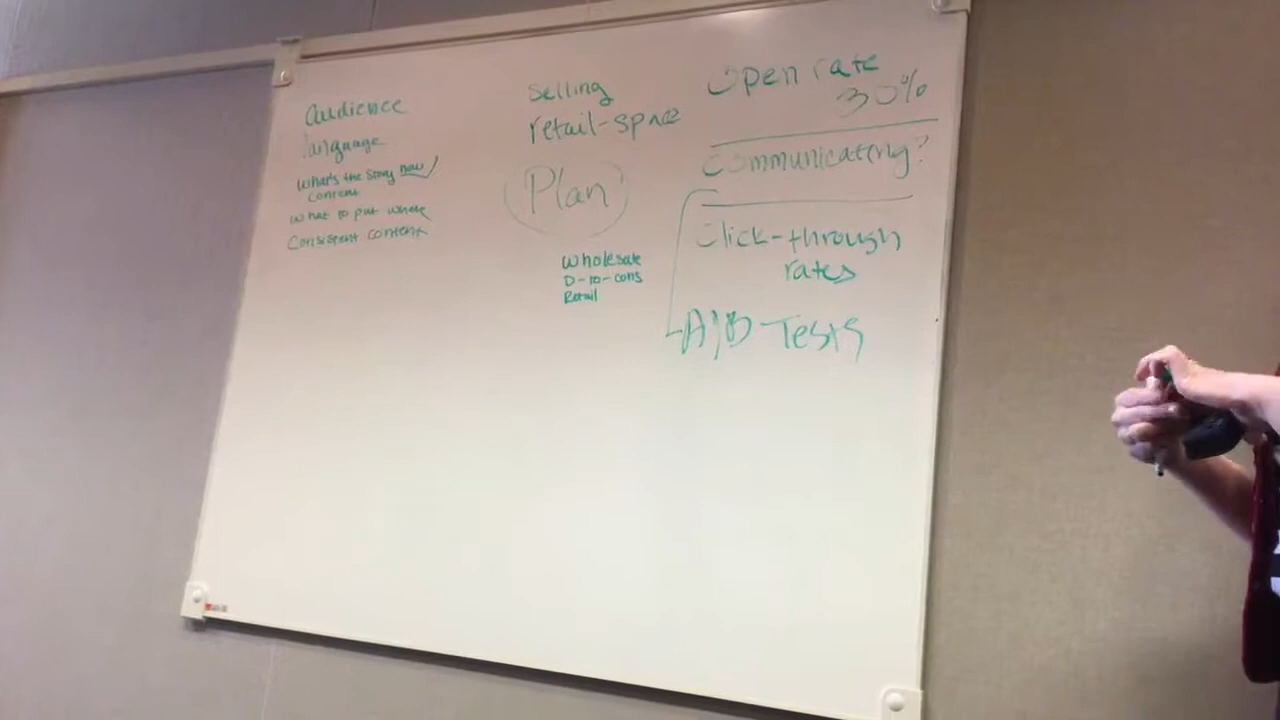 audience
language
What's the story now/
content
What to put where
Consistent content
Selling
retail-space
Plan
Wholesale
D-to-cons
Retail
Open rate
30%
Communicating?
Click-through
rates
A/B Tests